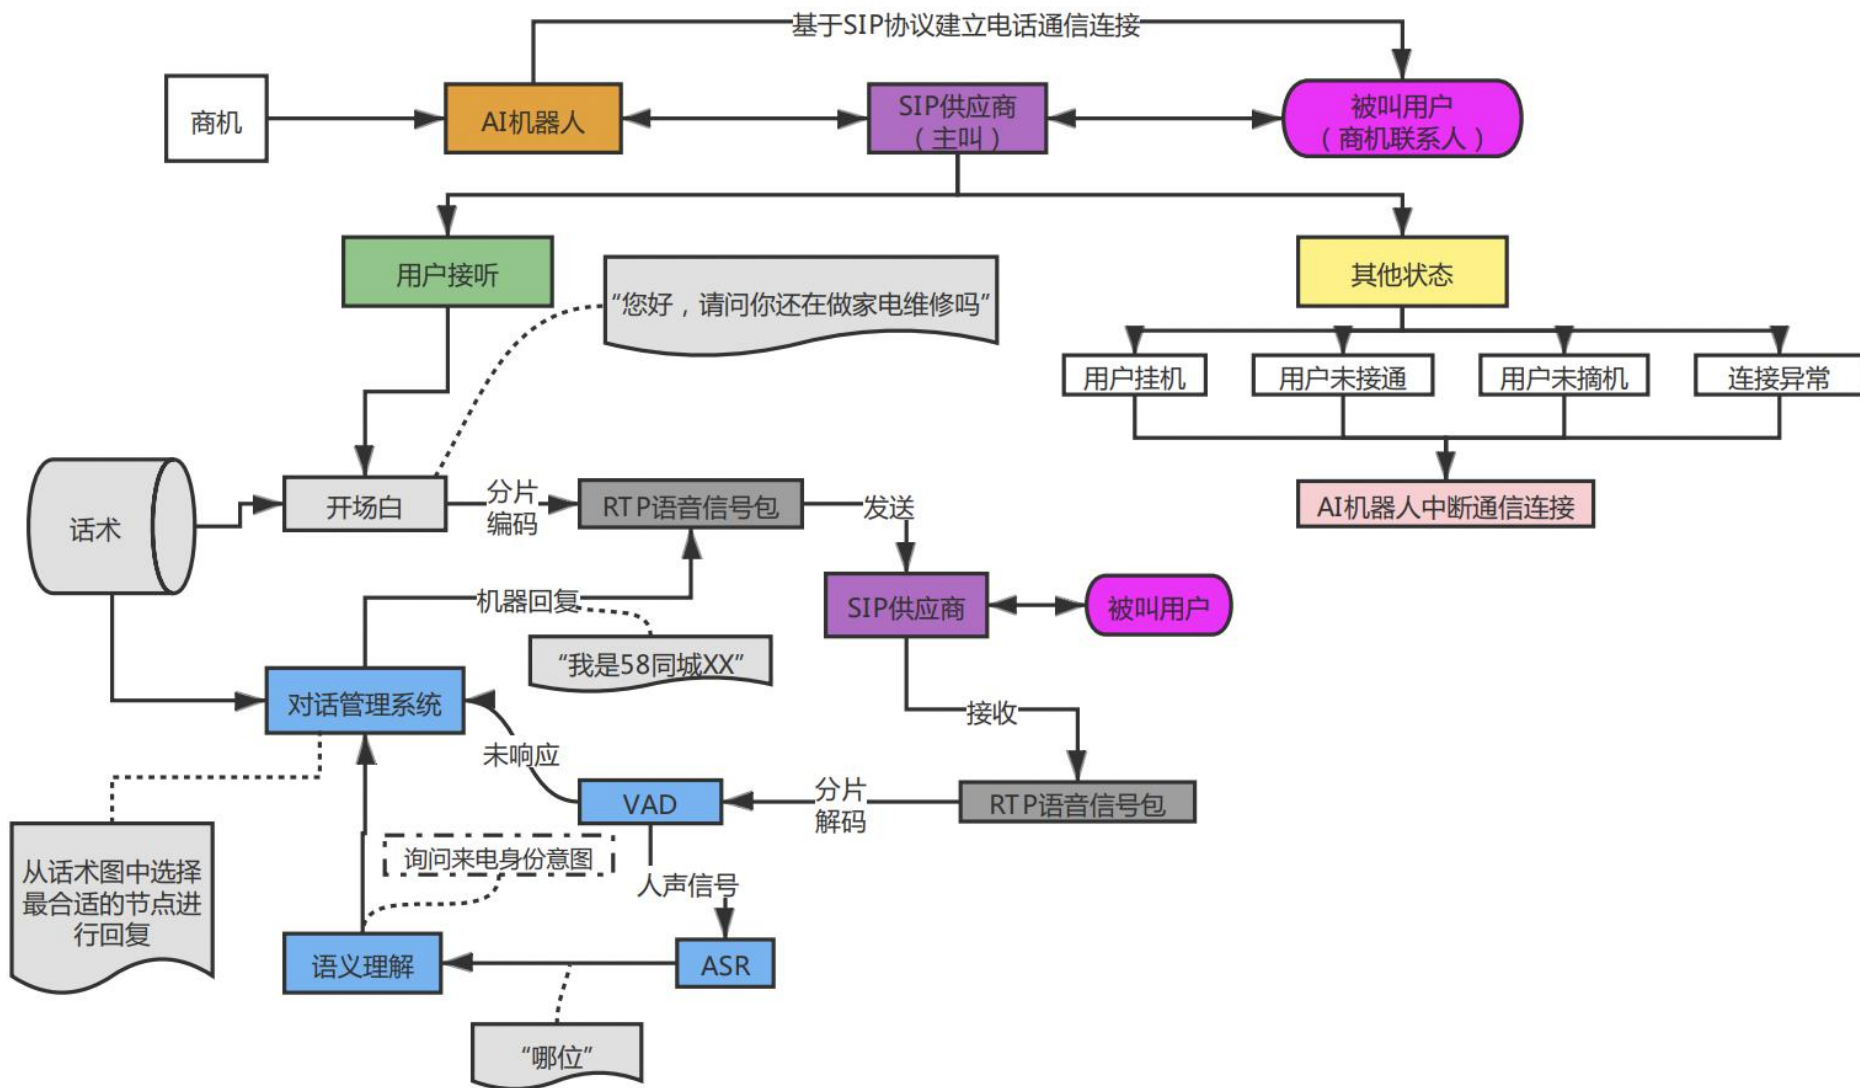 基于SIP协议建立电话通信连接
商机
AI机器人
SIP供应商
（主叫）
被叫用户
（商机联系人）
用户接听
其他状态
“您好，请问你还在做家电维修吗”
用户挂机
用户未接通
用户未摘机
连接异常
AI机器人中断通信连接
话术
开场白
分片
编码
RTP语音信号包
发送
机器回复
SIP供应商
被叫用户
“我是58同城XX”
对话管理系统
接收
未响应
VAD
分片
解码
RTP语音信号包
询问来电身份意图
从话术图中选择
最合适的节点进
行回复
人声信号
语义理解
ASR
“哪位”